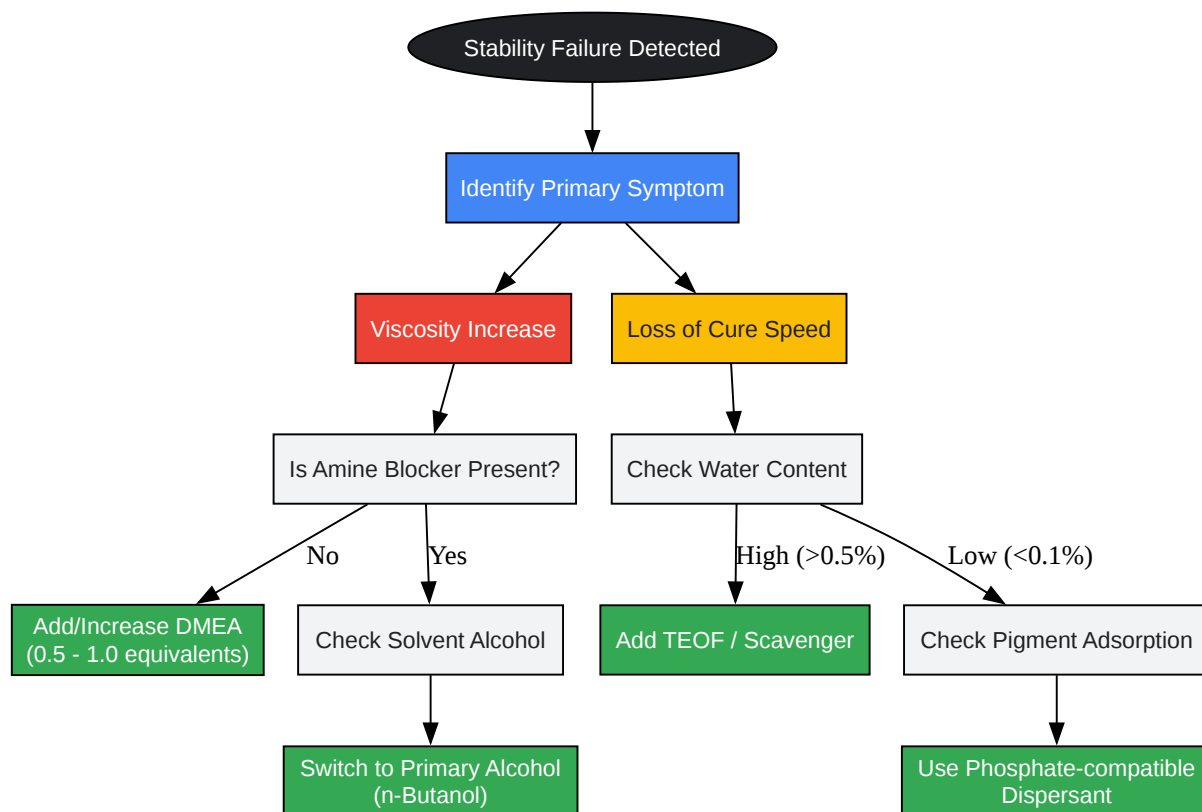 Stability Failure Detected
Identify Primary Symptom
Viscosity Increase
Loss of Cure Speed
Is Amine Blocker Present?
Check Water Content
No
Yes
High (>0.5%)
Low (<0.1%)
Add/Increase DMEA
(0.5 - 1.0 equivalents)
Check Solvent Alcohol
Add TEOF / Scavenger
Check Pigment Adsorption
Switch to Primary Alcohol
(n-Butanol)
Use Phosphate-compatible
Dispersant